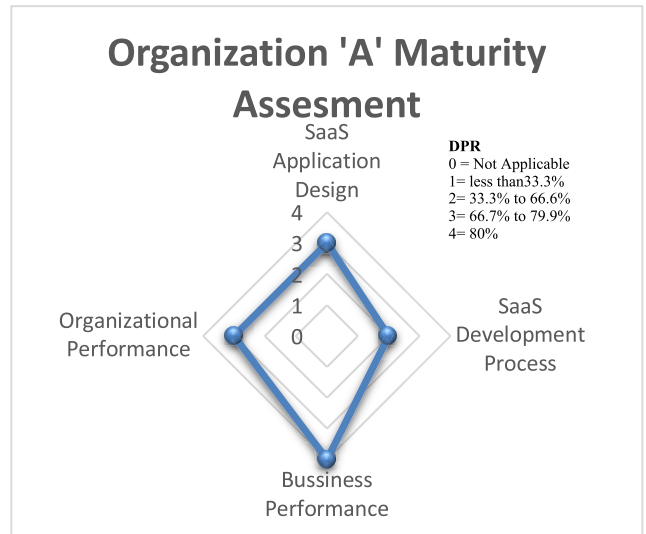 Organization 'A' Maturity
Assesment
SaaS
Application
Design
DPR
0 = Not Applicable
1= less than33.3%
2= 33.3% to 66.6%
3= 66.7% to 79.9%
4= 80%
4
3
2
1
0
Organizational
Performance
SaaS
Development
Process
Bussiness
Performance